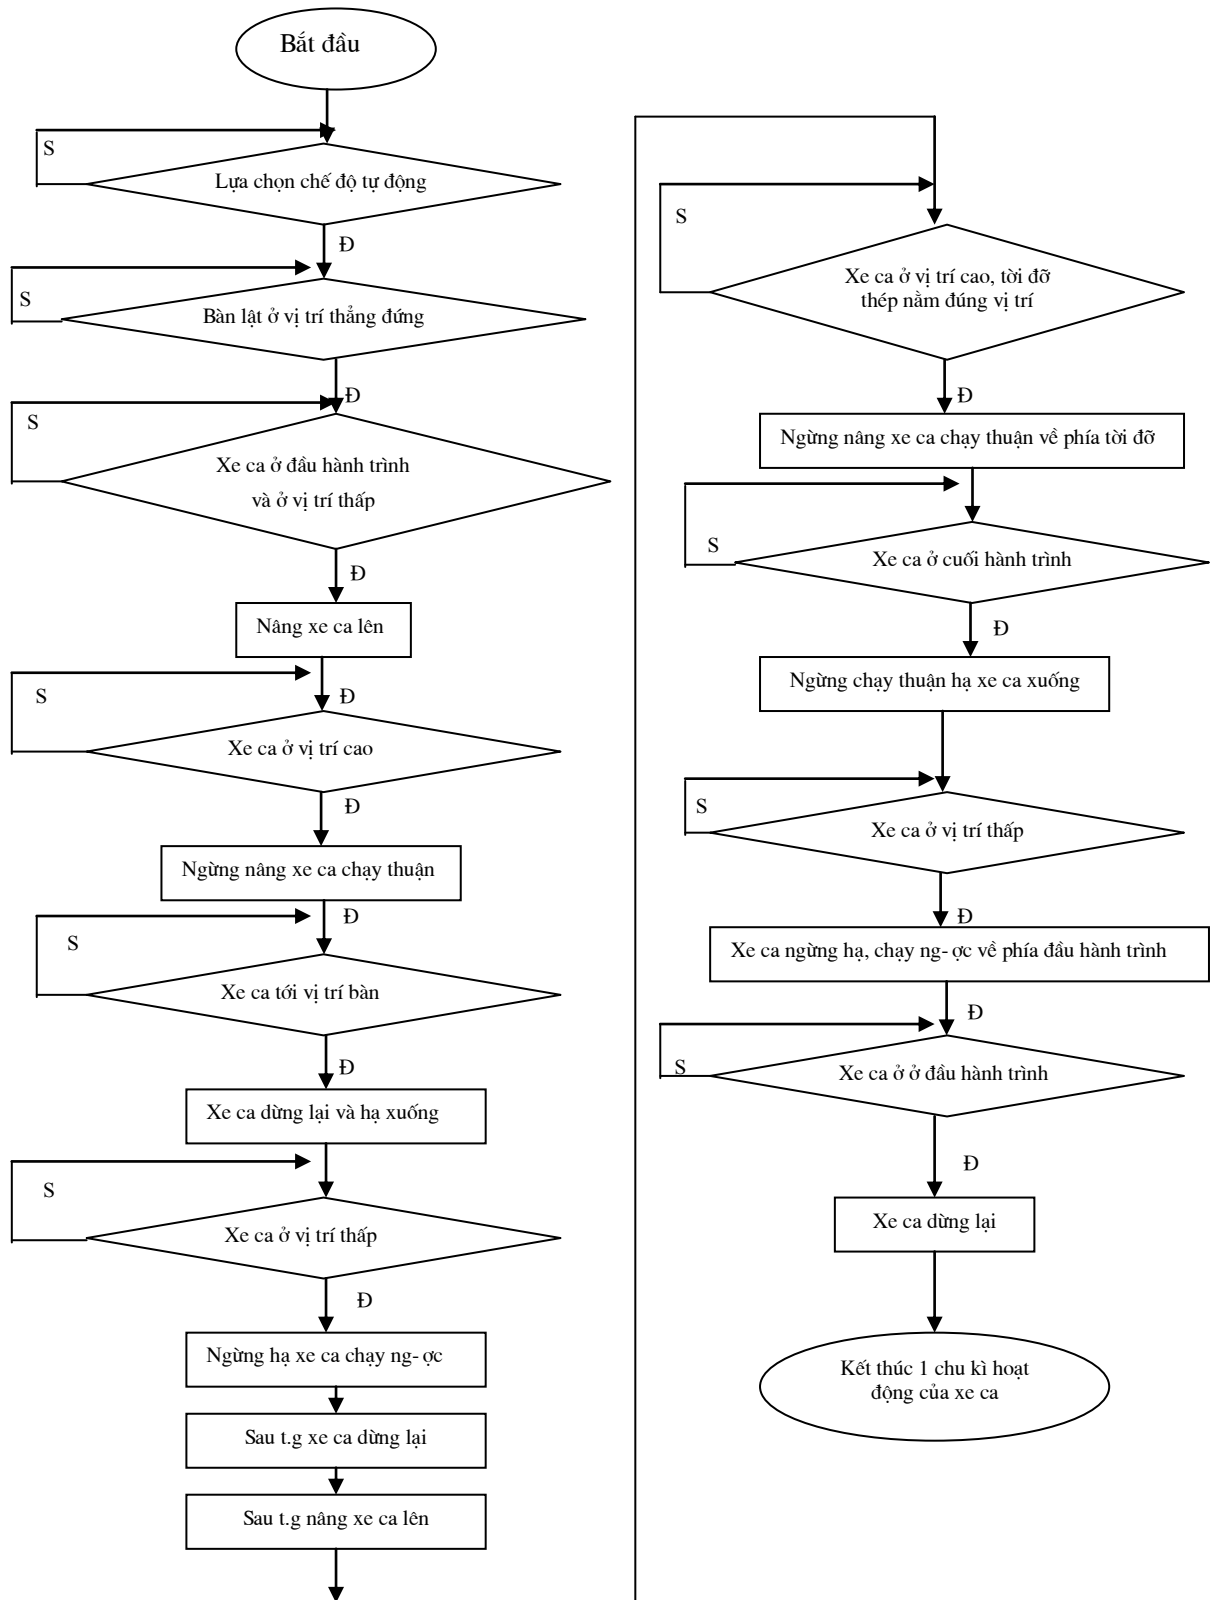 Bắt đầu
S
Lựa chọn chế độ tự động
Đ
S
Bàn lật ở vị trí thẳng đứng
Đ
S
Xe ca ở đầu hành trình
và ở vị trí thấp
Đ
Nâng xe ca lên
S
Đ
Xe ca ở vị trí cao
Đ
Ngừng nâng xe ca chạy thuận
Đ
S
Xe ca tới vị trí bàn
Đ
Xe ca dừng lại và hạ xuống
S
Xe ca ở vị trí thấp
Đ
Ngừng hạ xe ca chạy ng- ợc
Sau t.g xe ca dừng lại
Sau t.g nâng xe ca lên
S
Xe ca ở vị trí cao, tời đỡ
thép nằm đúng vị trí
Đ
Ngừng nâng xe ca chạy thuận về phía tời đỡ
S
Xe ca ở cuối hành trình
Đ
Ngừng chạy thuận hạ xe ca xuống
S
Xe ca ở vị trí thấp
Đ
Xe ca ngừng hạ, chạy ng- ợc về phía đầu hành trình
Đ
S
Xe ca ở ở đầu hành trình
Đ
Xe ca dừng lại
Kết thúc 1 chu kì hoạt
động của xe ca